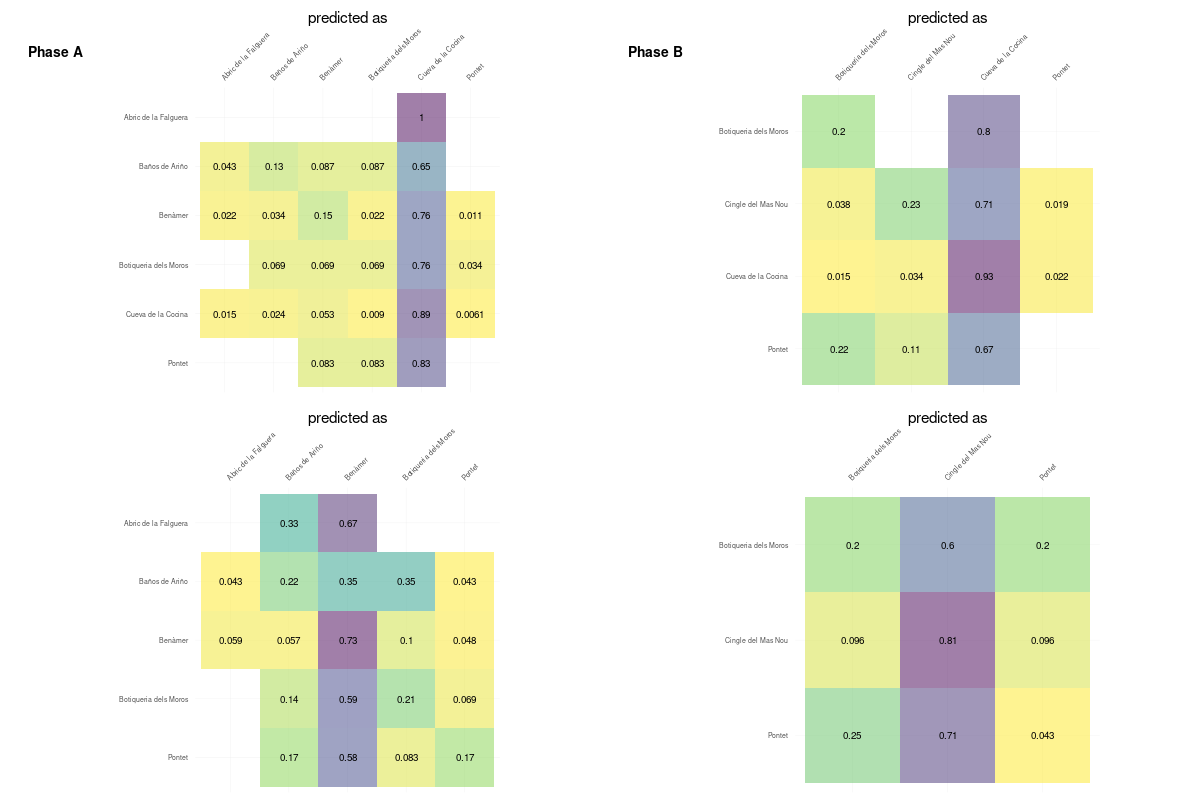 predicted as
Phase A
Abric de la Falguera
Baños de Ariño
Benàmer
Botiqueria dels Moros
Cueva de la Cocina
Pontet
Abric de la Falguera 1
Baños de Ariño 0.043 0.13 0.087 0.087 0.65
Benàmer 0.022 0.034 0.15 0.022 0.76 0.011
Botiqueria dels Moros 0.069 0.069 0.069 0.76 0.034
Cueva de la Cocina 0.015 0.024 0.053 0.009 0.89 0.0061
Pontet 0.083 0.083 0.83
predicted as
Phase B
Botiqueria dels Moros
Cingle del Mas Nou
Cueva de la Cocina
Pontet
Botiqueria dels Moros 0.2 0.8
Cingle del Mas Nou 0.038 0.23 0.71 0.019
Cueva de la Cocina 0.015 0.034 0.93 0.022
Pontet 0.22 0.11 0.67
predicted as
Abric de la Falguera
Baños de Ariño
Benàmer
Botiqueria dels Moros
Pontet
Abric de la Falguera 0.33 0.67
Baños de Ariño 0.043 0.22 0.35 0.35 0.043
Benàmer 0.059 0.057 0.73 0.1 0.048
Botiqueria dels Moros 0.14 0.59 0.21 0.069
Pontet 0.17 0.58 0.083 0.17
predicted as
Botiqueria dels Moros
Cingle del Mas Nou
Pontet
Botiqueria dels Moros 0.2 0.6 0.2
Cingle del Mas Nou 0.096 0.81 0.096
Pontet 0.25 0.71 0.043